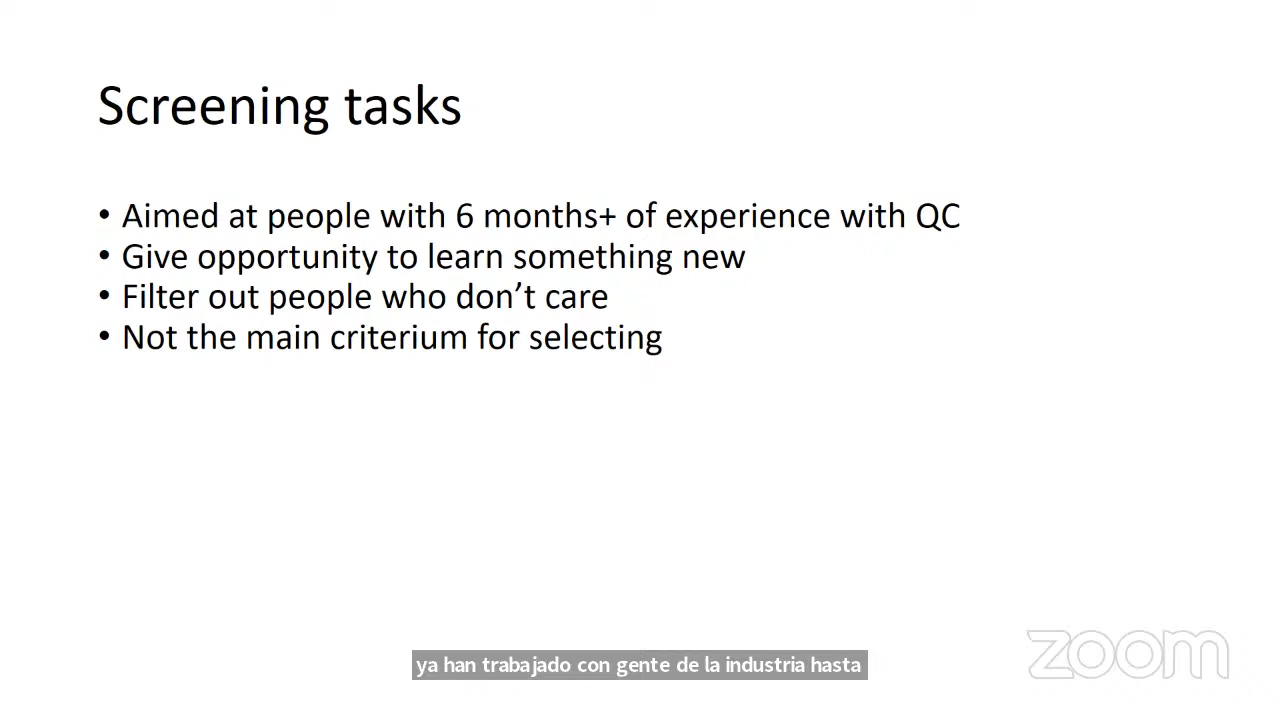 Screening tasks
• Aimed at people with 6 months+ of experience with QC
• Give opportunity to learn something new
• Filter out people who don’t care
• Not the main criterium for selecting
ya han trabajado con gente de la industria hasta
zoom